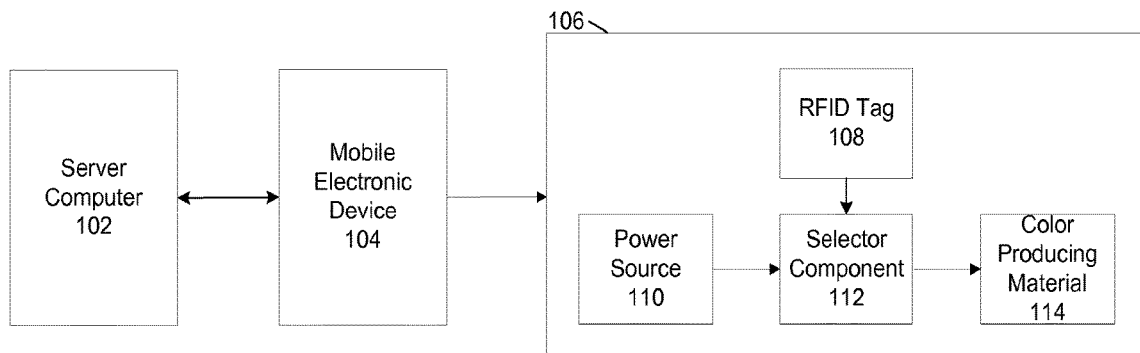 106
Server
Computer
102
Mobile
Electronic
Device
104
RFID Tag
108
Power
Source
110
Selector
Component
112
Color
Producing
Material
114